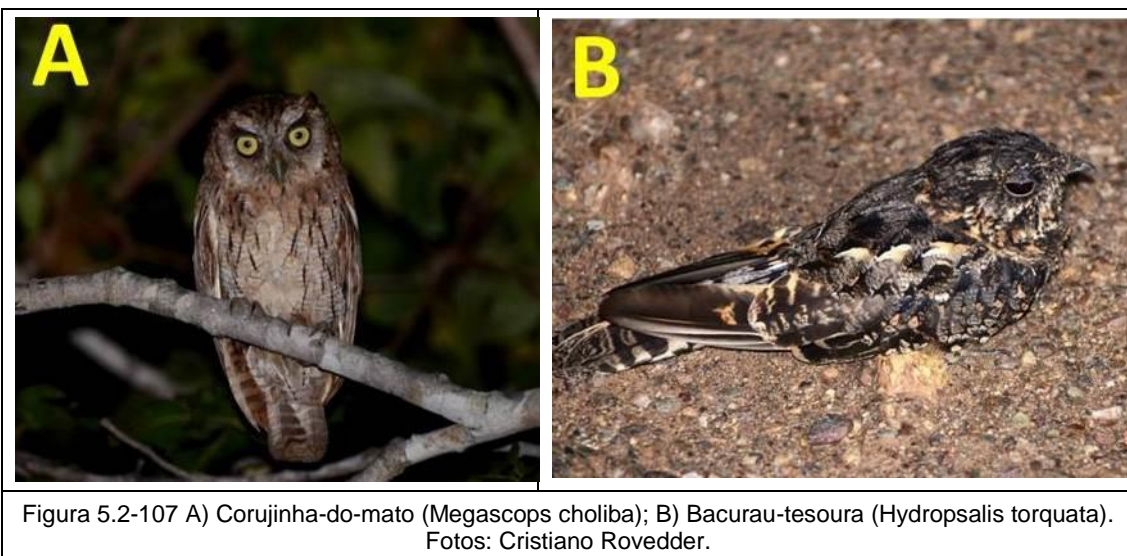 A
B
Figura 5.2-107 A) Corujinha-do-mato (Megascops choliba); B) Bacurau-tesoura (Hydropsalis torquata).
Fotos: Cristiano Rovedder.